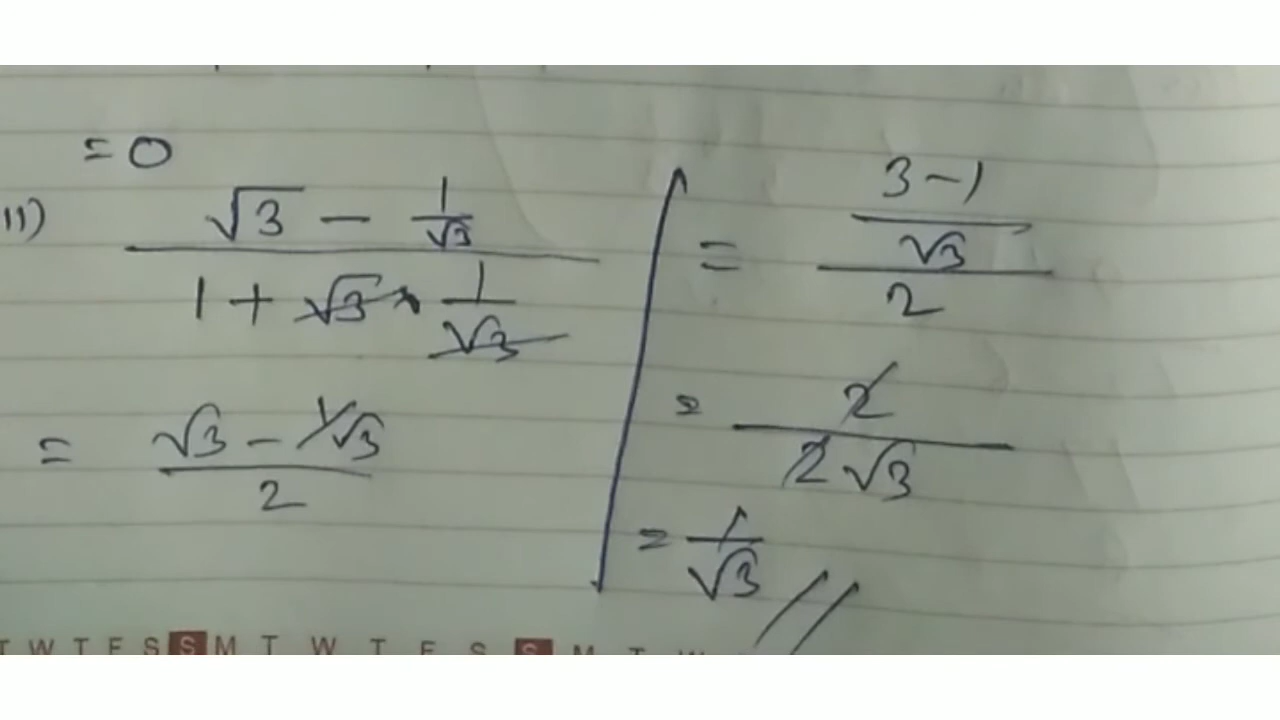 = 0
11) (√3 - 1/√3) / (1 + √3 × 1/√3)
= (√3 - 1/√3) / 2
= ((3-1)/√3) / 2
= 2 / 2√3
= 1/√3 //
T W T F S S M T W T F S S M T W